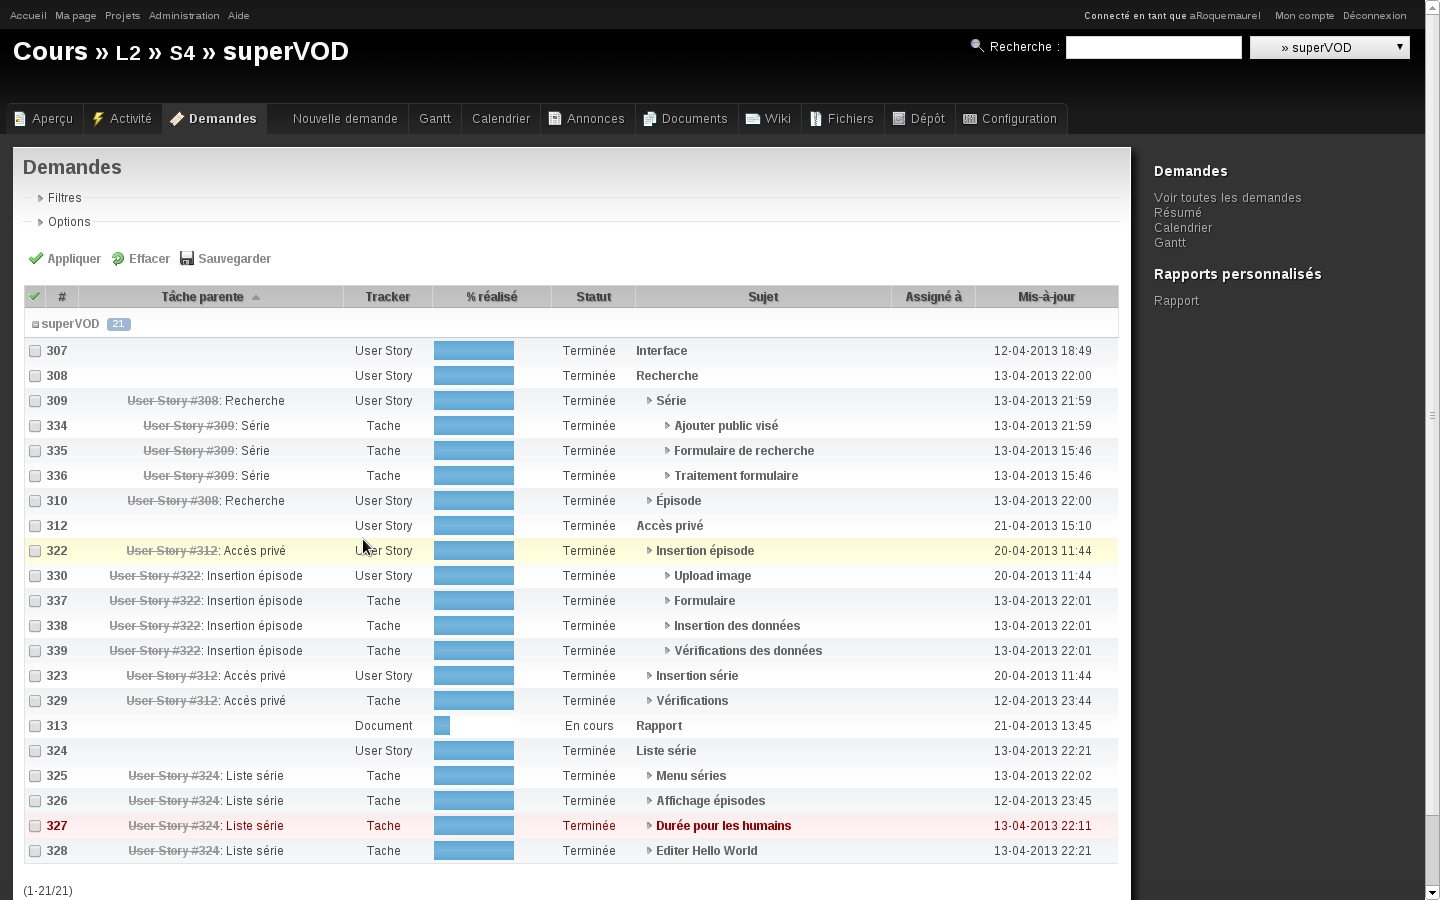 Accueil Ma page Projets Administration Aide Connecté en tant que aRoquemaurel Mon compte Déconnexion
Cours » L2 » S4 » superVOD Recherche : » superVOD
Aperçu Activité Demandes Nouvelle demande Gantt Calendrier Annonces Documents Wiki Fichiers Dépôt Configuration
Demandes
Filtres
Options
Appliquer Effacer Sauvegarder
# Tâche parente Tracker % réalisé Statut Sujet Assigné à Mis-à-jour
superVOD 21
307 User Story Terminée Interface 12-04-2013 18:49
308 User Story Terminée Recherche 13-04-2013 22:00
309 User Story #308: Recherche User Story Terminée Série 13-04-2013 21:59
334 User Story #309: Série Tache Terminée Ajouter public visé 13-04-2013 21:59
335 User Story #309: Série Tache Terminée Formulaire de recherche 13-04-2013 15:46
336 User Story #309: Série Tache Terminée Traitement formulaire 13-04-2013 15:46
310 User Story #308: Recherche User Story Terminée Épisode 13-04-2013 22:00
312 User Story Terminée Accès privé 21-04-2013 15:10
322 User Story #312: Accès privé User Story Terminée Insertion épisode 20-04-2013 11:44
330 User Story #322: Insertion épisode User Story Terminée Upload image 20-04-2013 11:44
337 User Story #322: Insertion épisode Tache Terminée Formulaire 13-04-2013 22:01
338 User Story #322: Insertion épisode Tache Terminée Insertion des données 13-04-2013 22:01
339 User Story #322: Insertion épisode Tache Terminée Vérifications des données 13-04-2013 22:01
323 User Story #312: Accès privé User Story Terminée Insertion série 20-04-2013 11:44
329 User Story #312: Accès privé Tache Terminée Vérifications 12-04-2013 23:44
313 Document En cours Rapport 21-04-2013 13:45
324 User Story Terminée Liste série 13-04-2013 22:21
325 User Story #324: Liste série Tache Terminée Menu séries 13-04-2013 22:02
326 User Story #324: Liste série Tache Terminée Affichage épisodes 12-04-2013 23:45
327 User Story #324: Liste série Tache Terminée Durée pour les humains 13-04-2013 22:11
328 User Story #324: Liste série Tache Terminée Editer Hello World 13-04-2013 22:21
(1-21/21)
Demandes
Voir toutes les demandes
Résumé
Calendrier
Gantt
Rapports personnalisés
Rapport